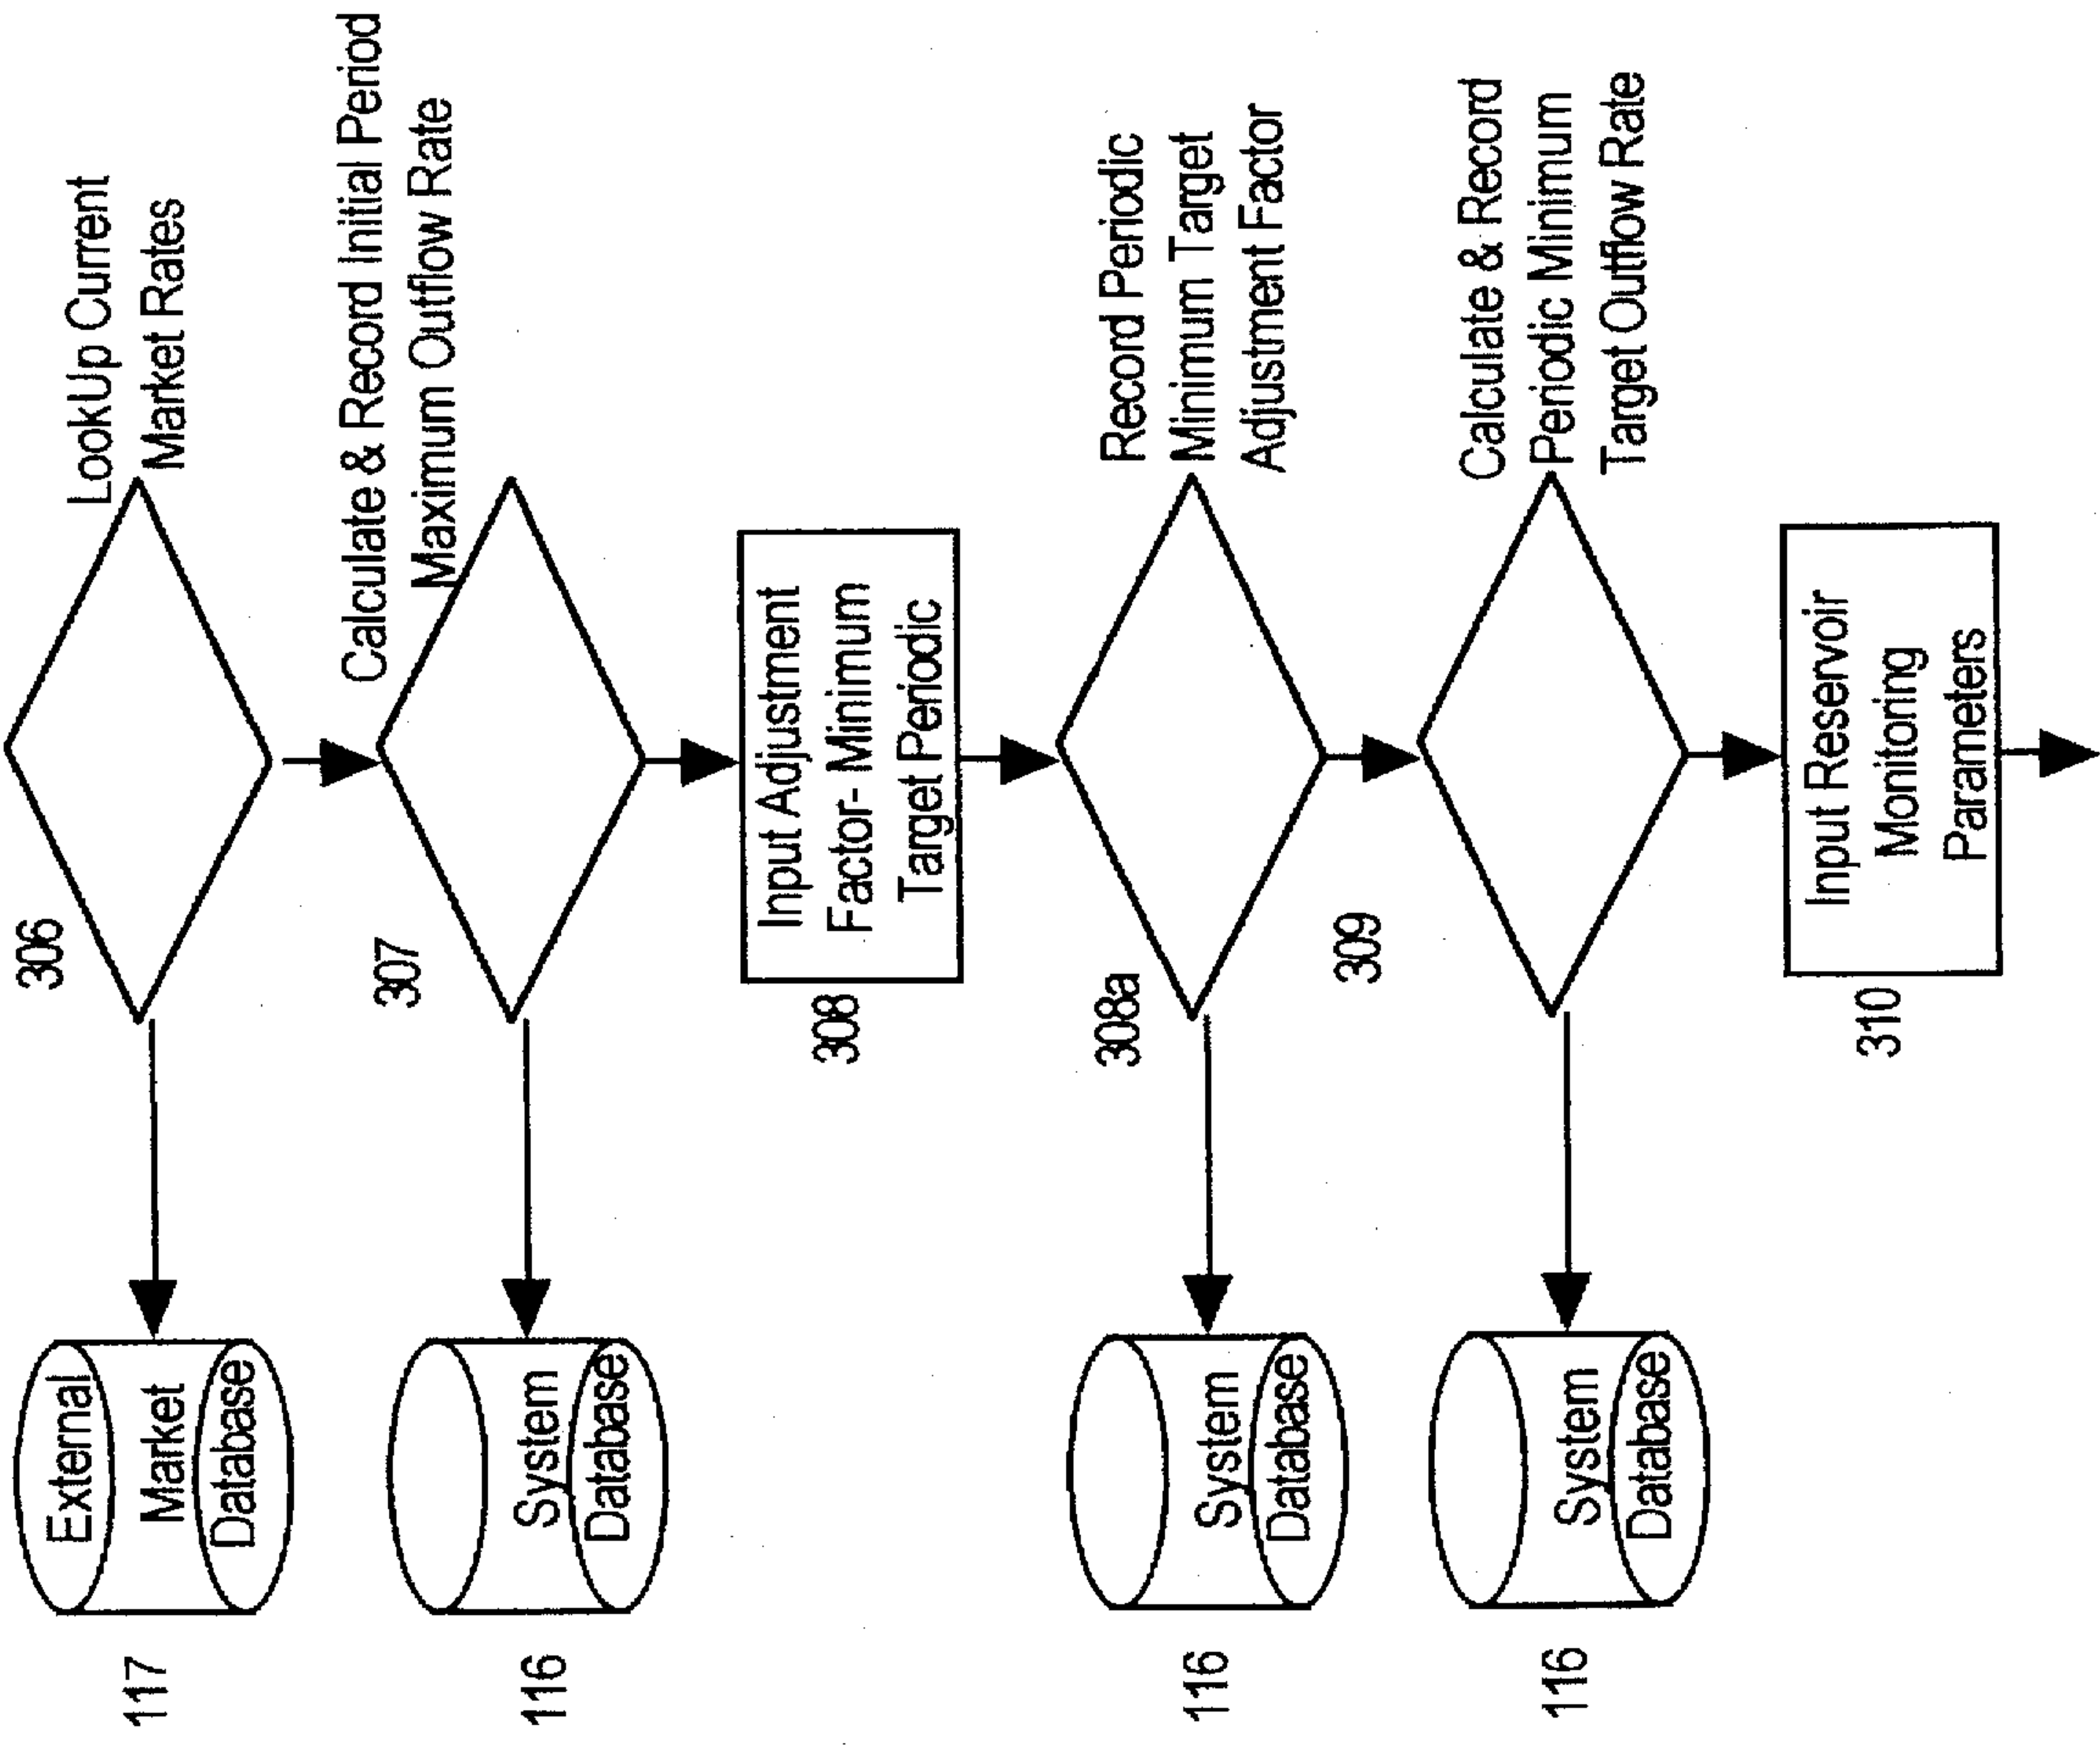 306
LookUp Current
Market Rates
External
Market
Database
117
307
Calculate & Record Initial Period
Maximum Outflow Rate
System
Database
116
Input Adjustment
Factor- Minimum
Target Periodic
308
308a
Record Periodic
Minimum Target
Adjustment Factor
System
Database
116
309
Calculate & Record
Periodic Minimum
Target Outflow Rate
System
Database
116
Input Reservoir
Monitoring
Parameters
310